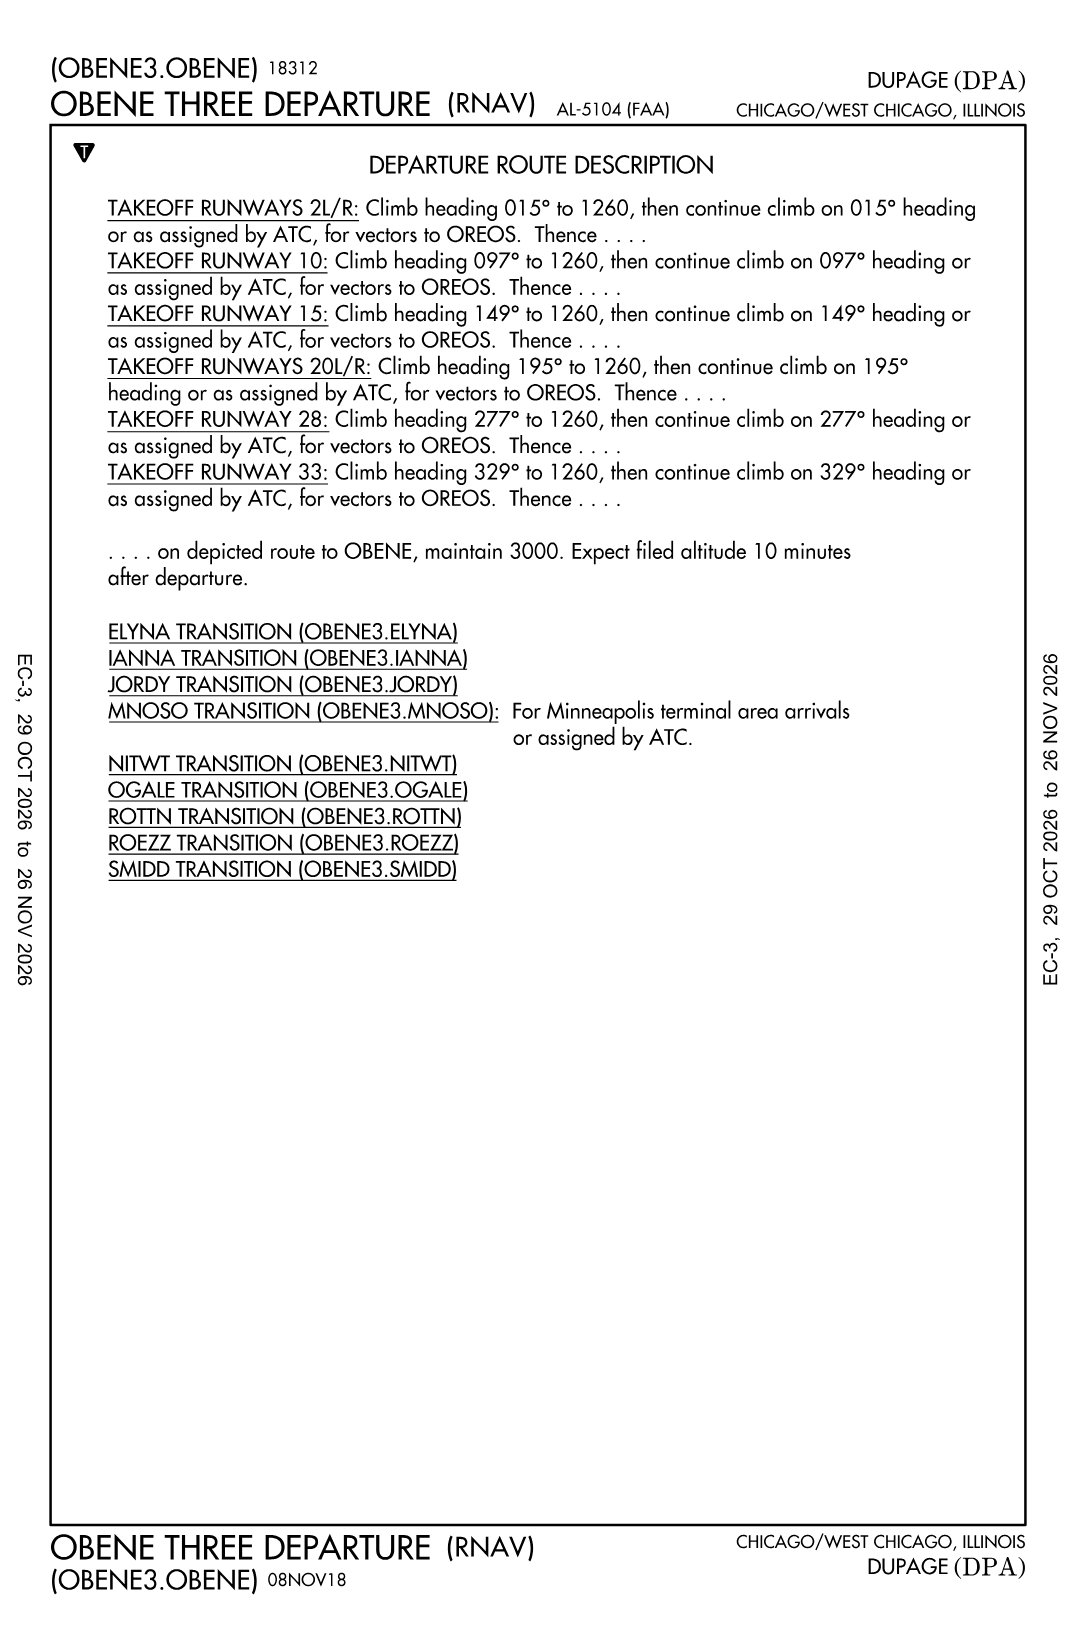 (OBENE3.OBENE) 18312
OBENE THREE DEPARTURE (RNAV) AL-5104 (FAA)
DUPAGE (DPA)
CHICAGO/WEST CHICAGO, ILLINOIS
T
DEPARTURE ROUTE DESCRIPTION
TAKEOFF RUNWAYS 2L/R: Climb heading 015° to 1260, then continue climb on 015° heading
or as assigned by ATC, for vectors to OREOS. Thence . . . .
TAKEOFF RUNWAY 10: Climb heading 097° to 1260, then continue climb on 097° heading or
as assigned by ATC, for vectors to OREOS. Thence . . . .
TAKEOFF RUNWAY 15: Climb heading 149° to 1260, then continue climb on 149° heading or
as assigned by ATC, for vectors to OREOS. Thence . . . .
TAKEOFF RUNWAYS 20L/R: Climb heading 195° to 1260, then continue climb on 195°
heading or as assigned by ATC, for vectors to OREOS. Thence . . . .
TAKEOFF RUNWAY 28: Climb heading 277° to 1260, then continue climb on 277° heading or
as assigned by ATC, for vectors to OREOS. Thence . . . .
TAKEOFF RUNWAY 33: Climb heading 329° to 1260, then continue climb on 329° heading or
as assigned by ATC, for vectors to OREOS. Thence . . . .
. . . . on depicted route to OBENE, maintain 3000. Expect filed altitude 10 minutes
after departure.
ELYNA TRANSITION (OBENE3.ELYNA)
IANNA TRANSITION (OBENE3.IANNA)
JORDY TRANSITION (OBENE3.JORDY)
MNOSO TRANSITION (OBENE3.MNOSO): For Minneapolis terminal area arrivals
or assigned by ATC.
NITWT TRANSITION (OBENE3.NITWT)
OGALE TRANSITION (OBENE3.OGALE)
ROTTN TRANSITION (OBENE3.ROTTN)
ROEZZ TRANSITION (OBENE3.ROEZZ)
SMIDD TRANSITION (OBENE3.SMIDD)
EC-3, 29 OCT 2026 to 26 NOV 2026
EC-3, 29 OCT 2026 to 26 NOV 2026
OBENE THREE DEPARTURE (RNAV)
(OBENE3.OBENE) 08NOV18
CHICAGO/WEST CHICAGO, ILLINOIS
DUPAGE (DPA)